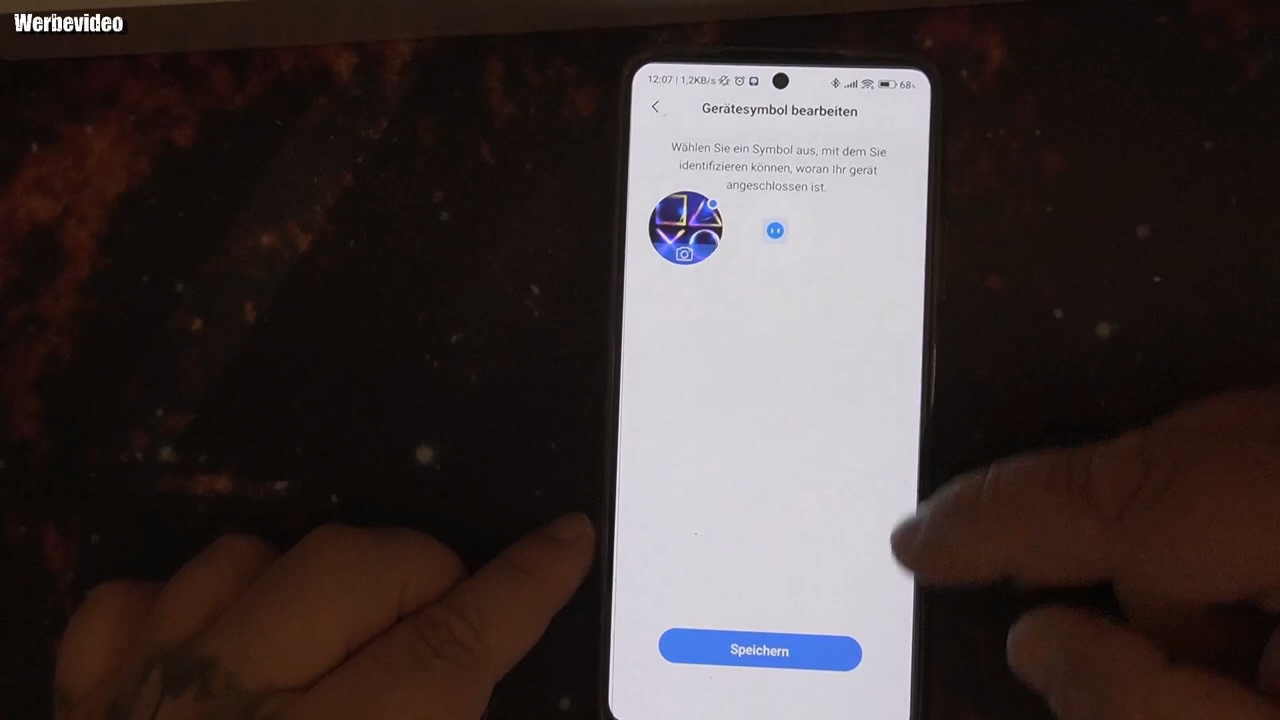 Werbevideo
12:07 | 1,2KB/s
68%
Gerätesymbol bearbeiten
Wählen Sie ein Symbol aus, mit dem Sie
identifizieren können, woran Ihr gerät
angeschlossen ist.
Speichern